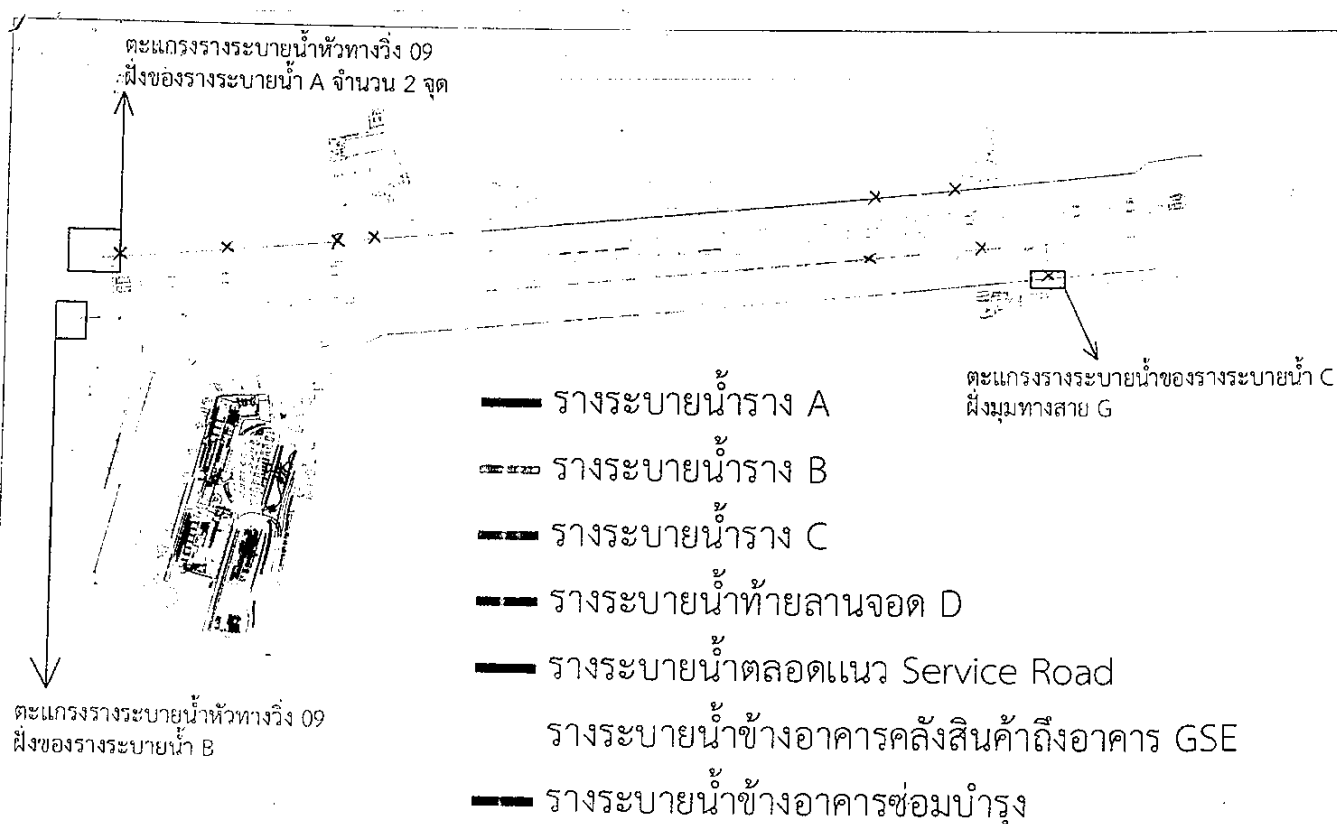 ตะแกรงรางระบายน้ำหัวทางวิ่ง 09
ฝั่งของรางระบายน้ำ A จำนวน 2 จุด
ตะแกรงรางระบายน้ำของรางระบายน้ำ C
ฝั่งมุมทางสาย G
รางระบายน้ำราง A
รางระบายน้ำราง B
รางระบายน้ำราง C
รางระบายน้ำท้ายลานจอด D
รางระบายน้ำตลอดแนว Service Road
รางระบายน้ำข้างอาคารคลังสินค้าถึงอาคาร GSE
รางระบายน้ำข้างอาคารซ่อมบำรุง
ตะแกรงรางระบายน้ำหัวทางวิ่ง 09
ฝั่งของรางระบายน้ำ B